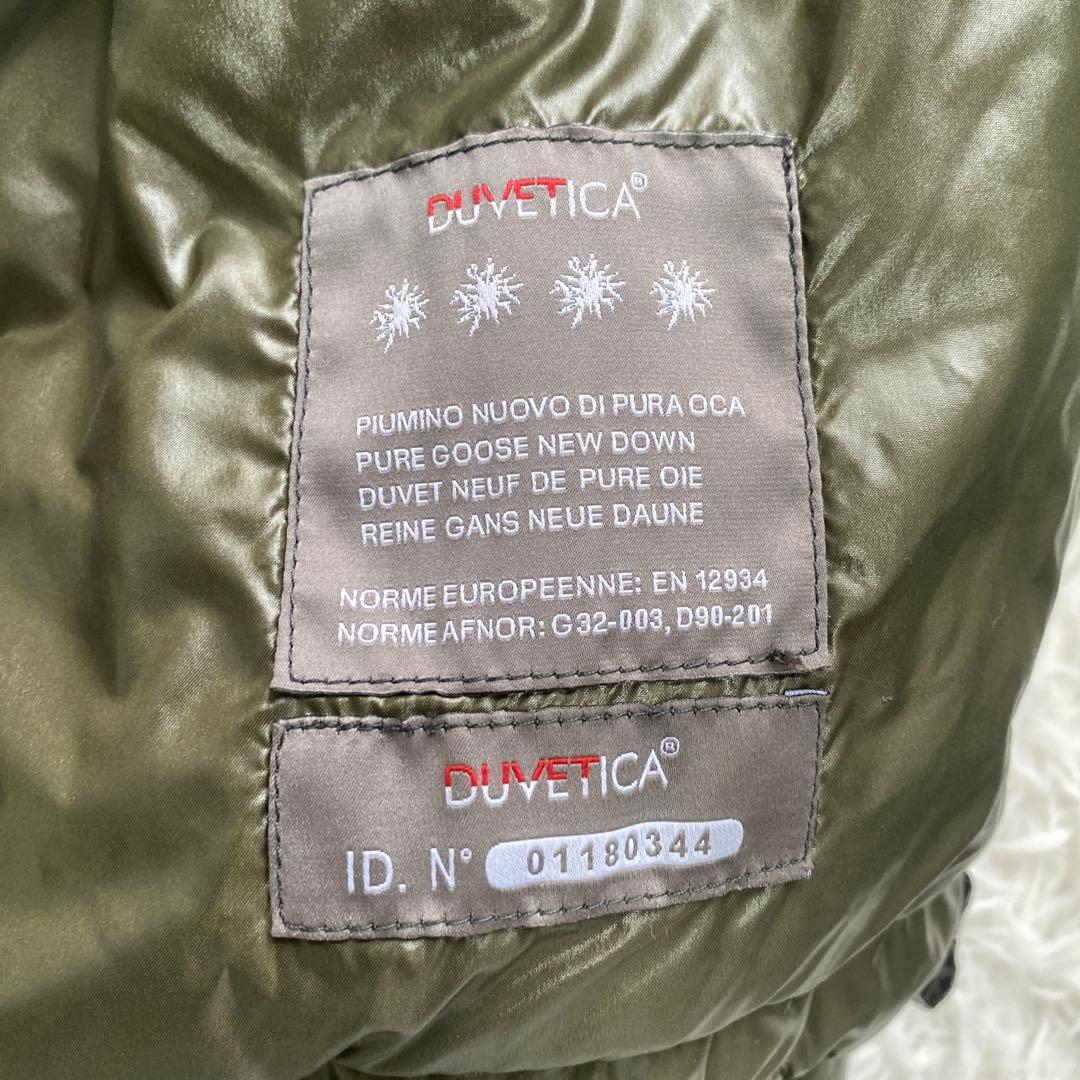 DUVETICA®
PIUMINO NUOVO DI PURA OCA
PURE GOOSE NEW DOWN
DUVET NEUF DE PURE OIE
REINE GANS NEUE DAUNE
NORME EUROPEENNE: EN 12934
NORME AFNOR: G32-003, D90-201
DUVETICA®
ID. N° 01180344